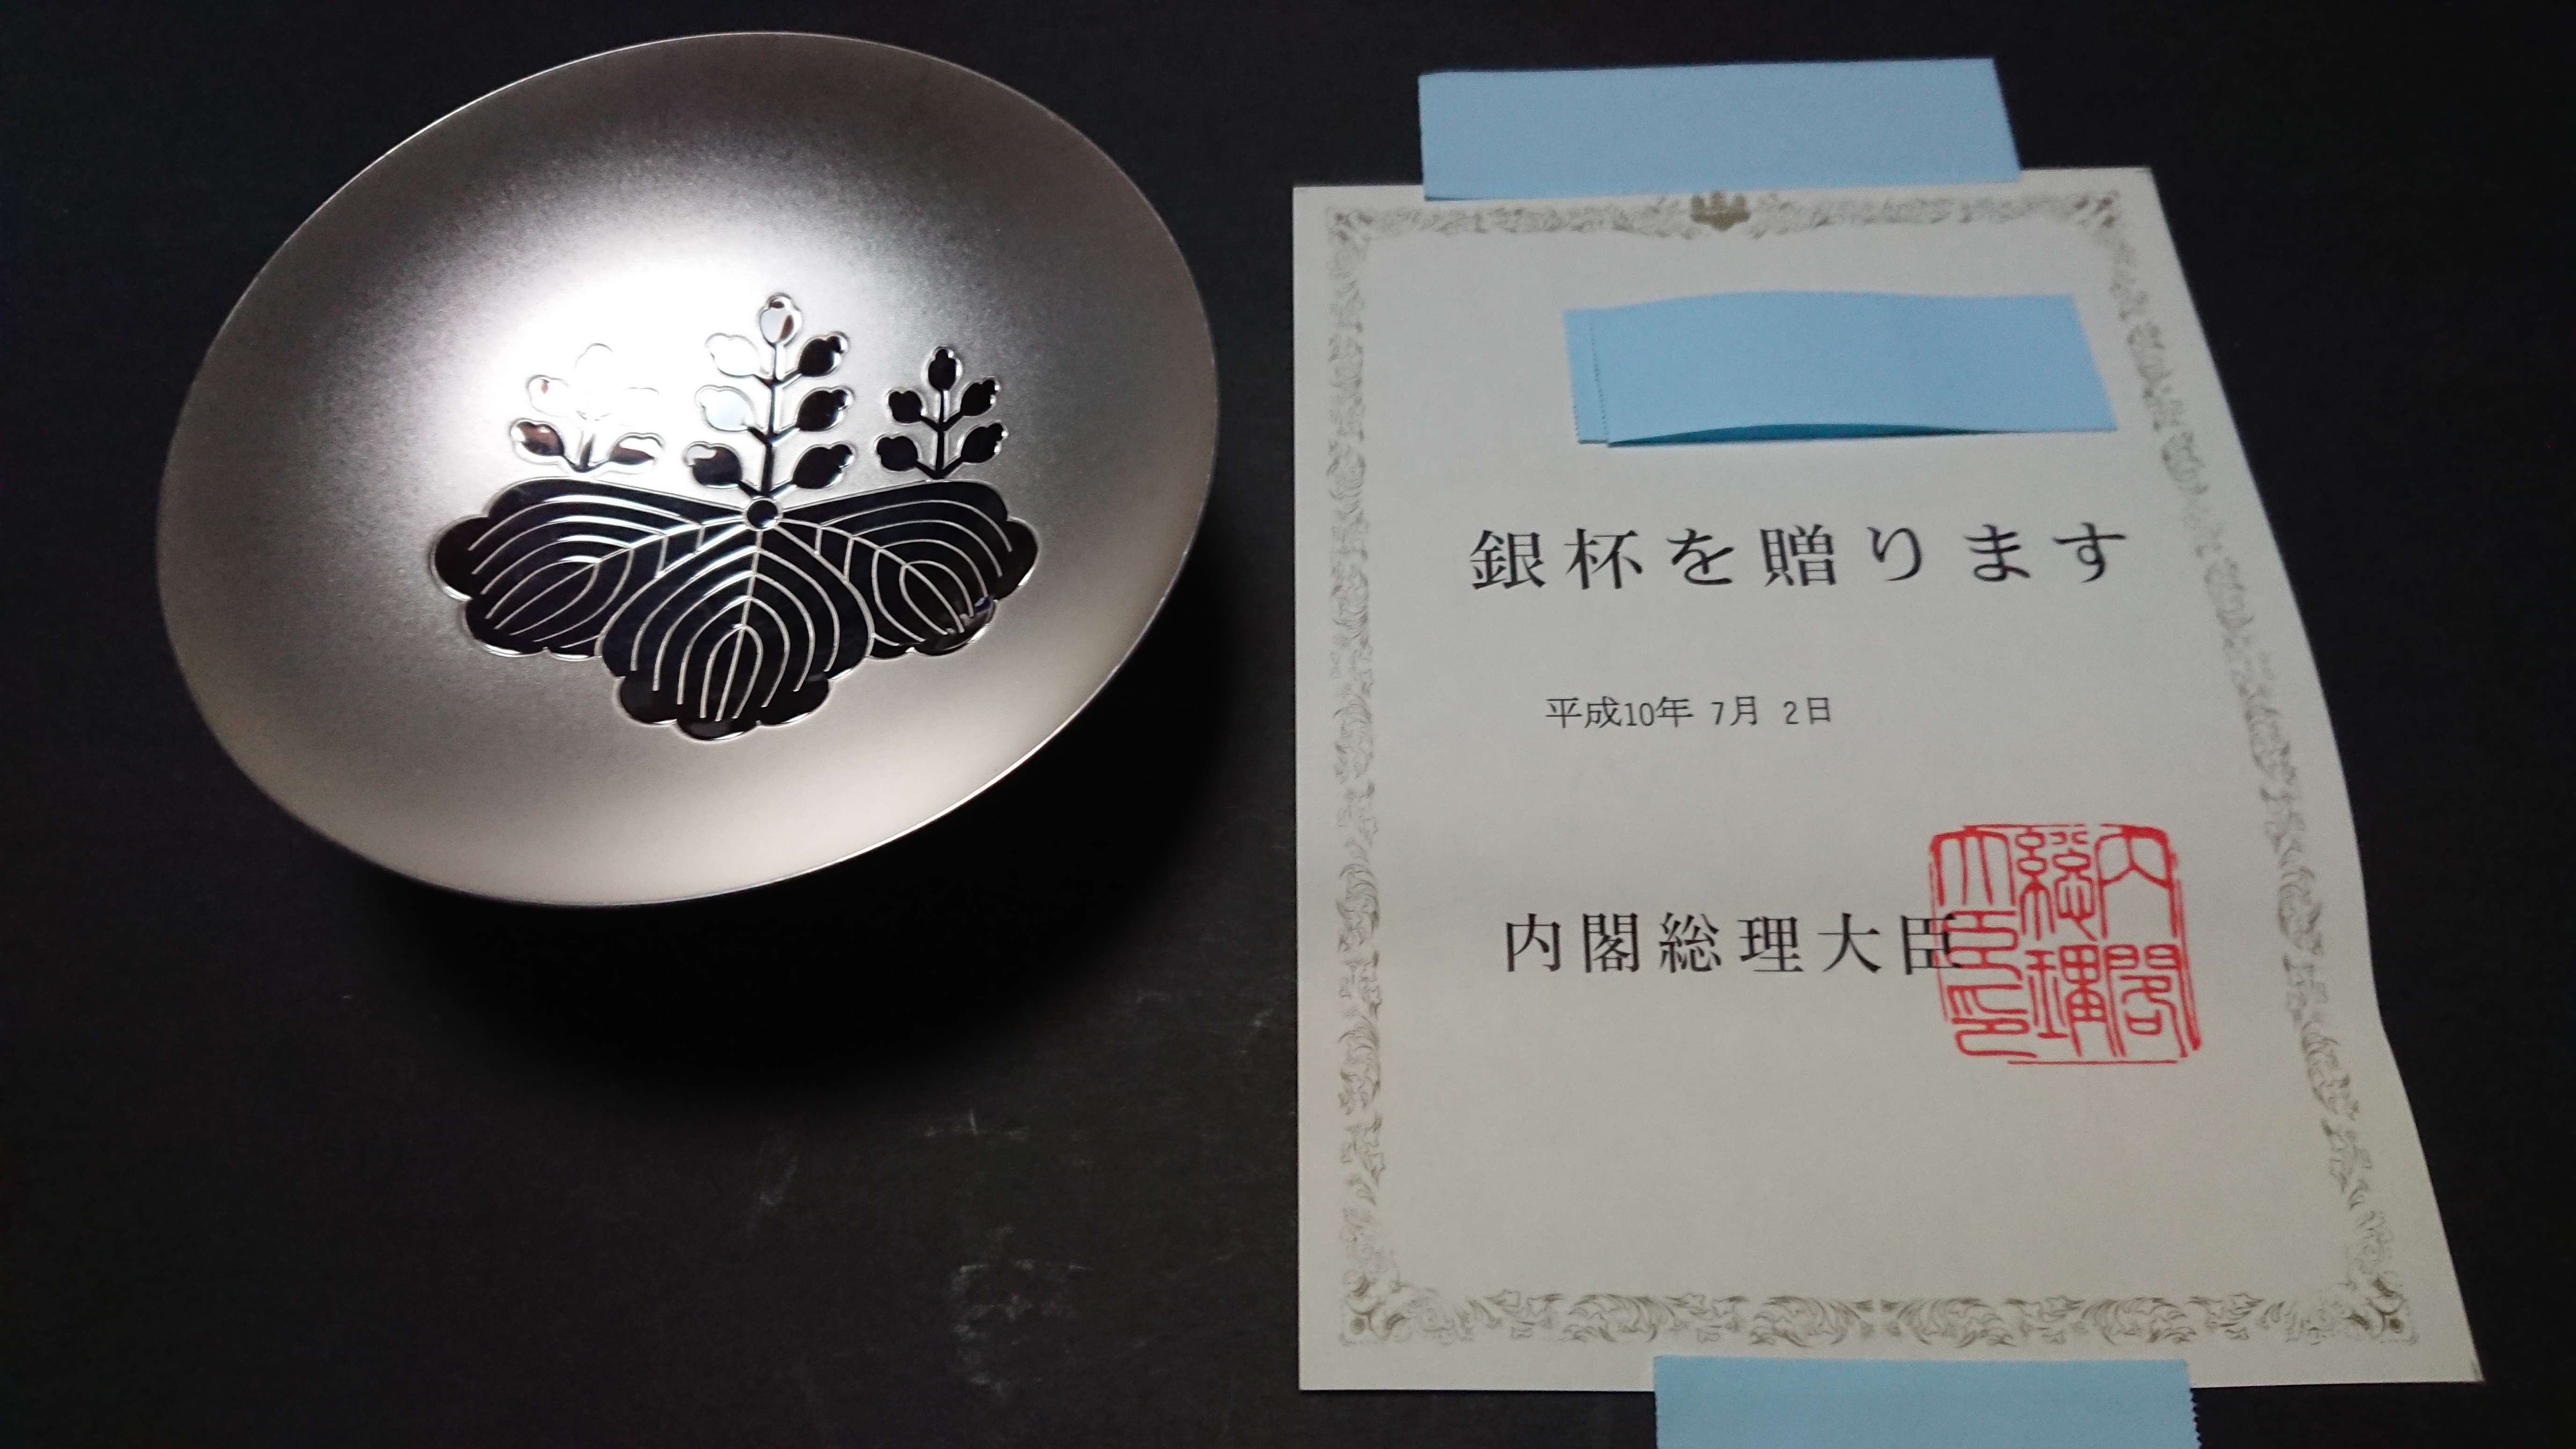 銀杯を贈ります
平成10年 7月 2日
内閣総理大臣
内閣総理大臣印